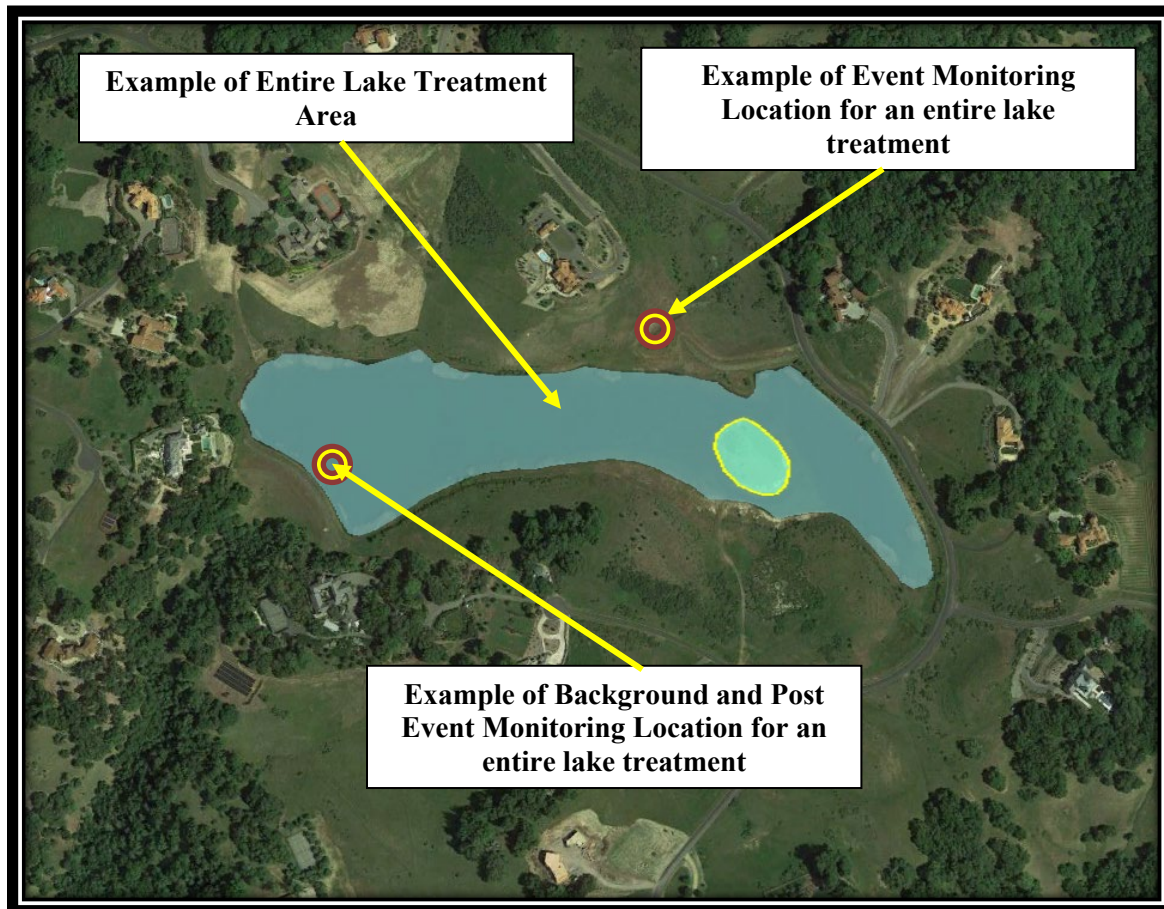 Example of Entire Lake Treatment
Area
Example of Event Monitoring
Location for an entire lake
treatment
Example of Background and Post
Event Monitoring Location for an
entire lake treatment